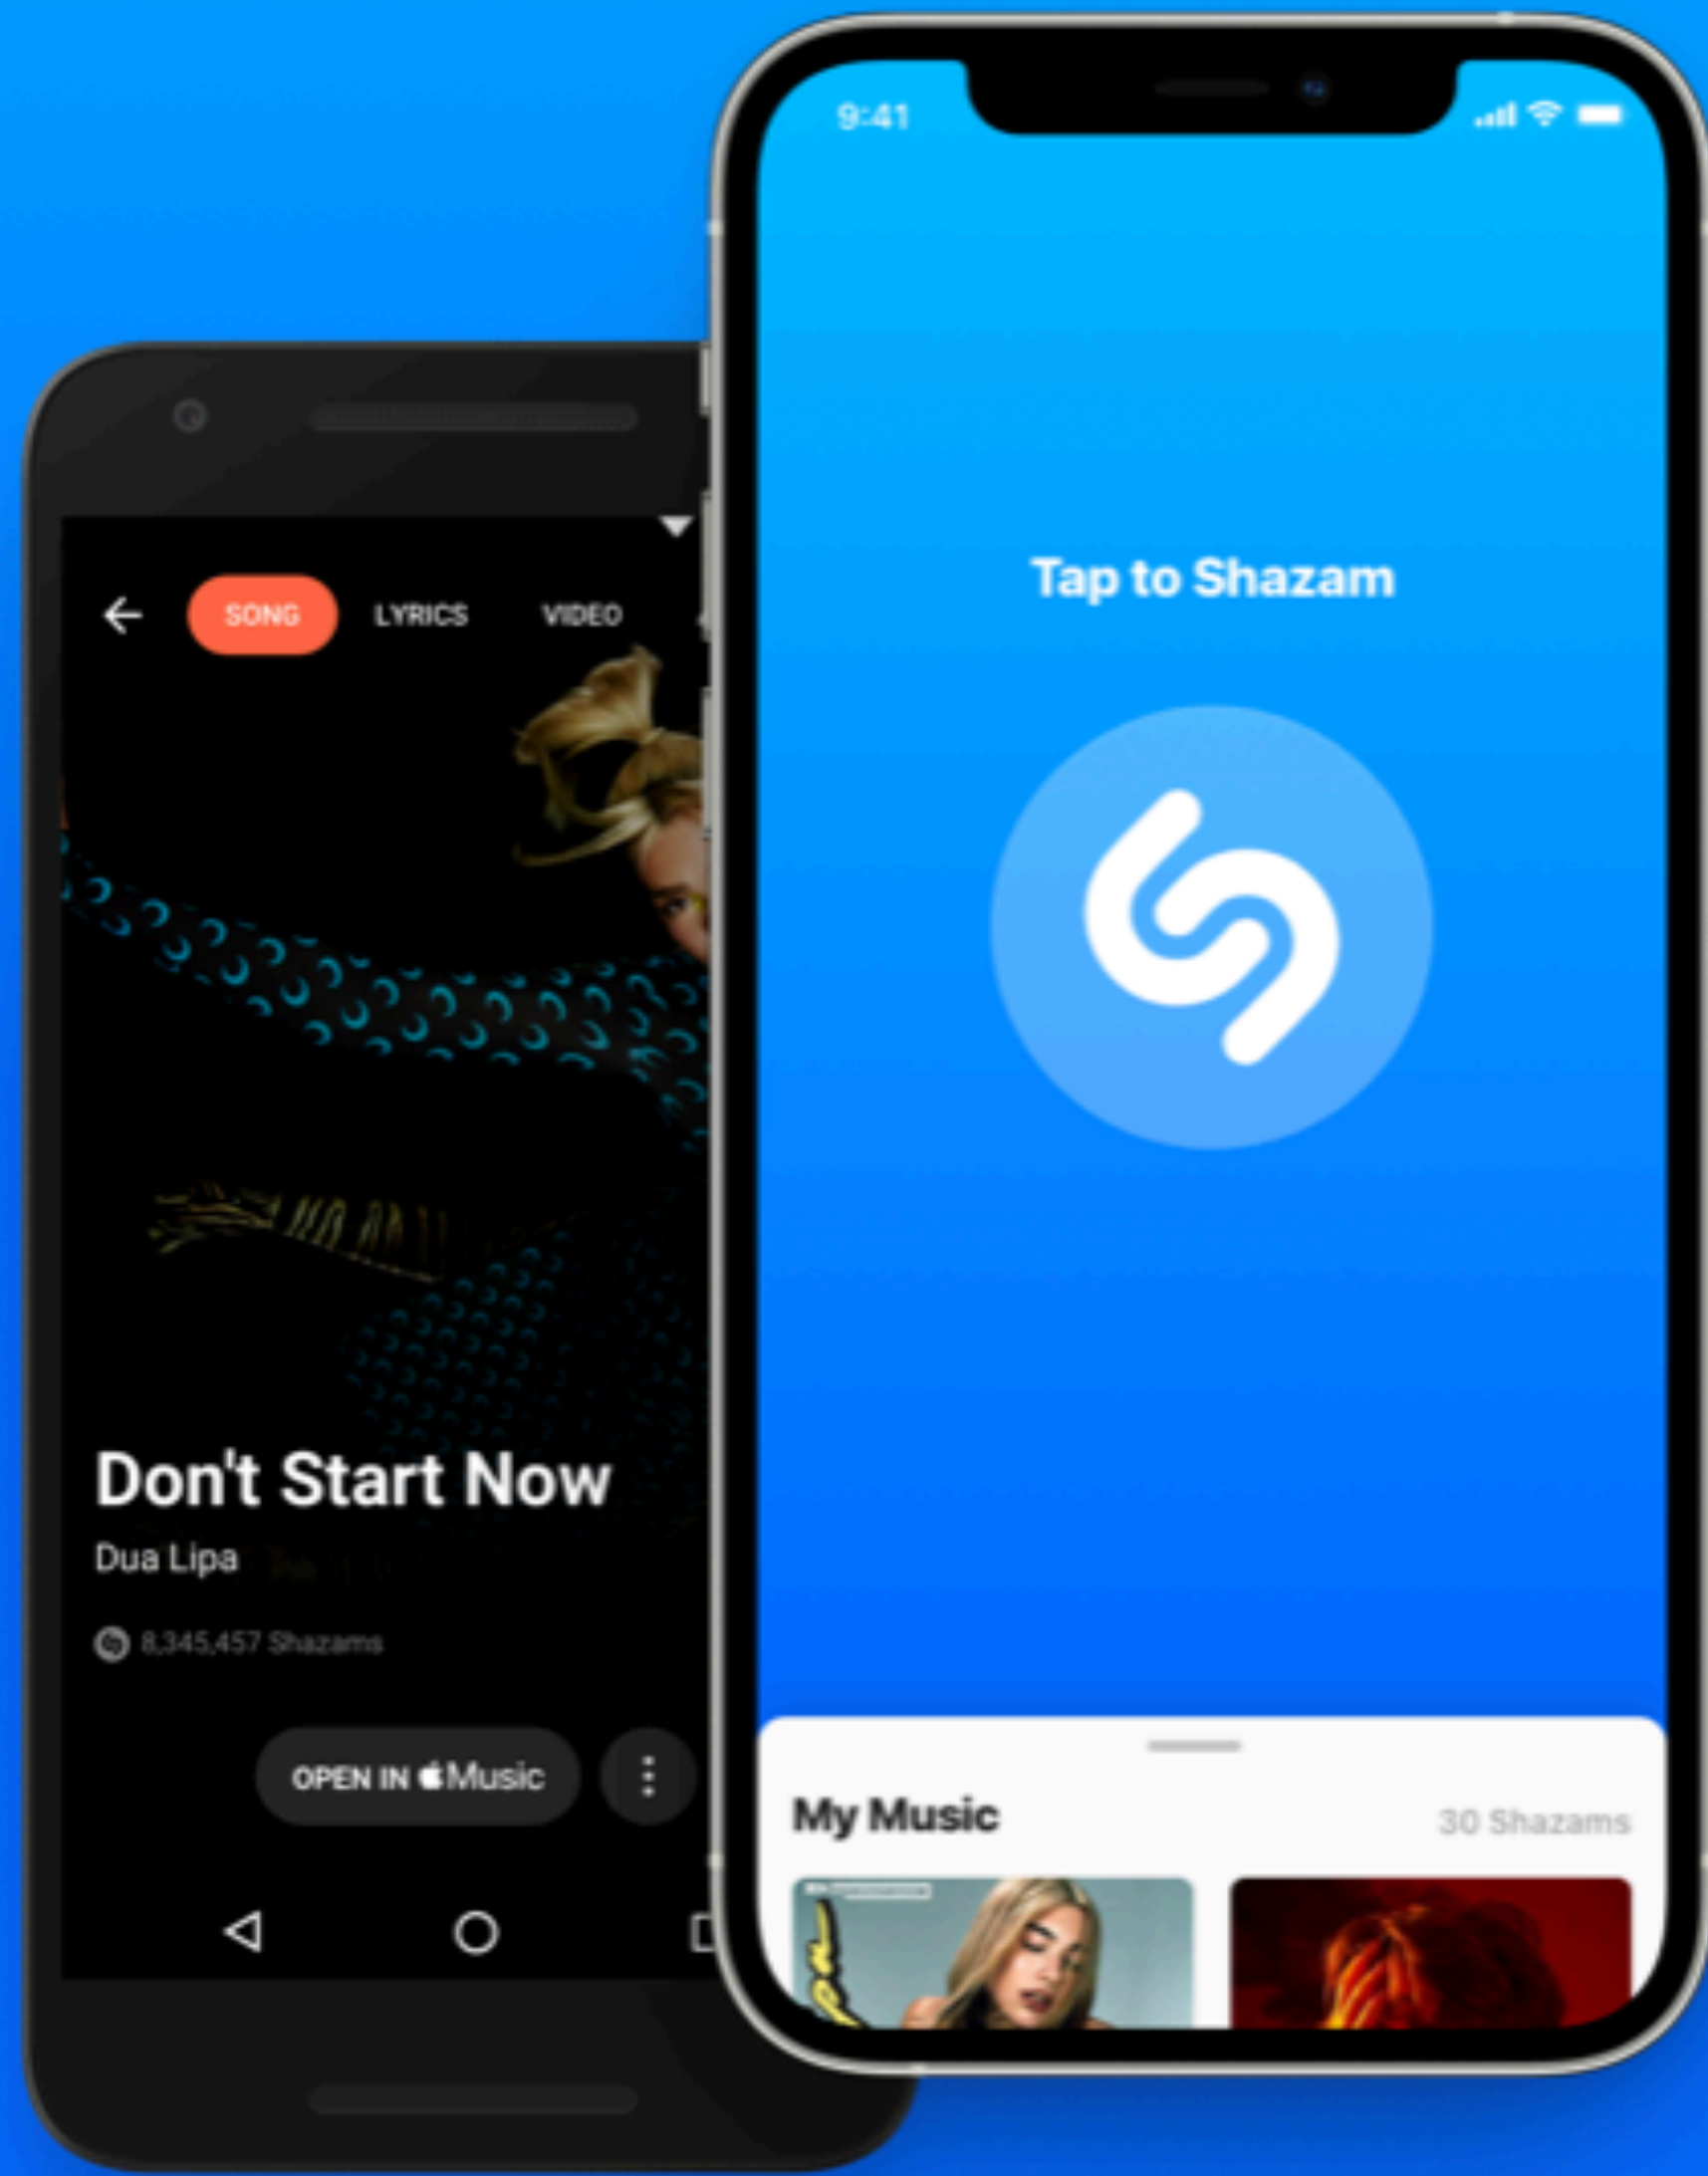 SONG LYRICS VIDEO
Don't Start Now
Dua Lipa
8,345,457 Shazams
OPEN IN Music
9:41
Tap to Shazam
My Music 30 Shazams